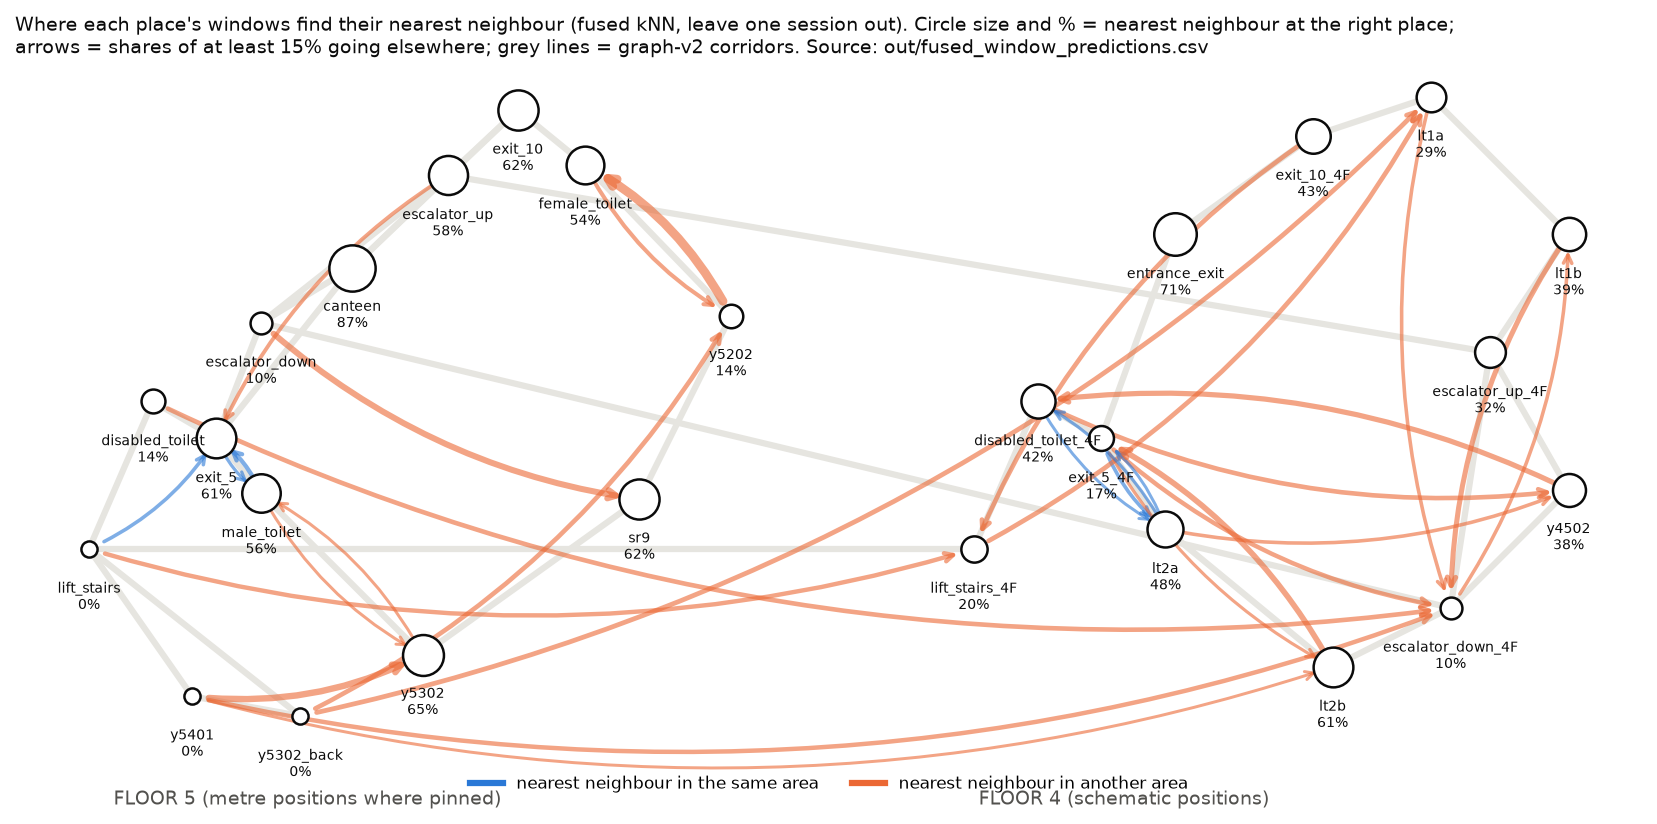 Where each place's windows find their nearest neighbour (fused kNN, leave one session out). Circle size and % = nearest neighbour at the right place;
arrows = shares of at least 15% going elsewhere; grey lines = graph-v2 corridors. Source: out/fused_window_predictions.csv
exit_10
62%
female_toilet
54%
escalator_up
58%
canteen
87%
y5202
14%
escalator_down
10%
disabled_toilet
14%
exit_5
61%
male_toilet
56%
sr9
62%
lift_stairs
0%
y5302
65%
y5401
0%
y5302_back
0%
lt1a
29%
exit_10_4F
43%
entrance_exit
71%
lt1b
39%
escalator_up_4F
32%
disabled_toilet_4F
42%
exit_5_4F
17%
y4502
38%
lt2a
48%
lift_stairs_4F
20%
escalator_down_4F
10%
lt2b
61%
nearest neighbour in the same area
nearest neighbour in another area
FLOOR 5 (metre positions where pinned)
FLOOR 4 (schematic positions)